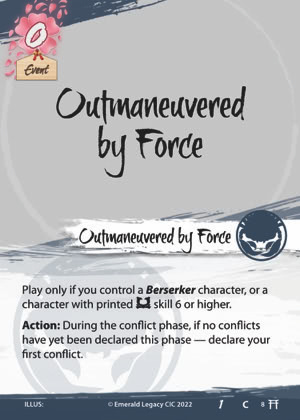 0
Event
Outmaneuvered
by Force
Outmaneuvered by Force
Play only if you control a Berserker character, or a
character with printed skill 6 or higher.
Action: During the conflict phase, if no conflicts
have yet been declared this phase — declare your
first conflict.
ILLUS: © Emerald Legacy CIC 2022 1 C 8